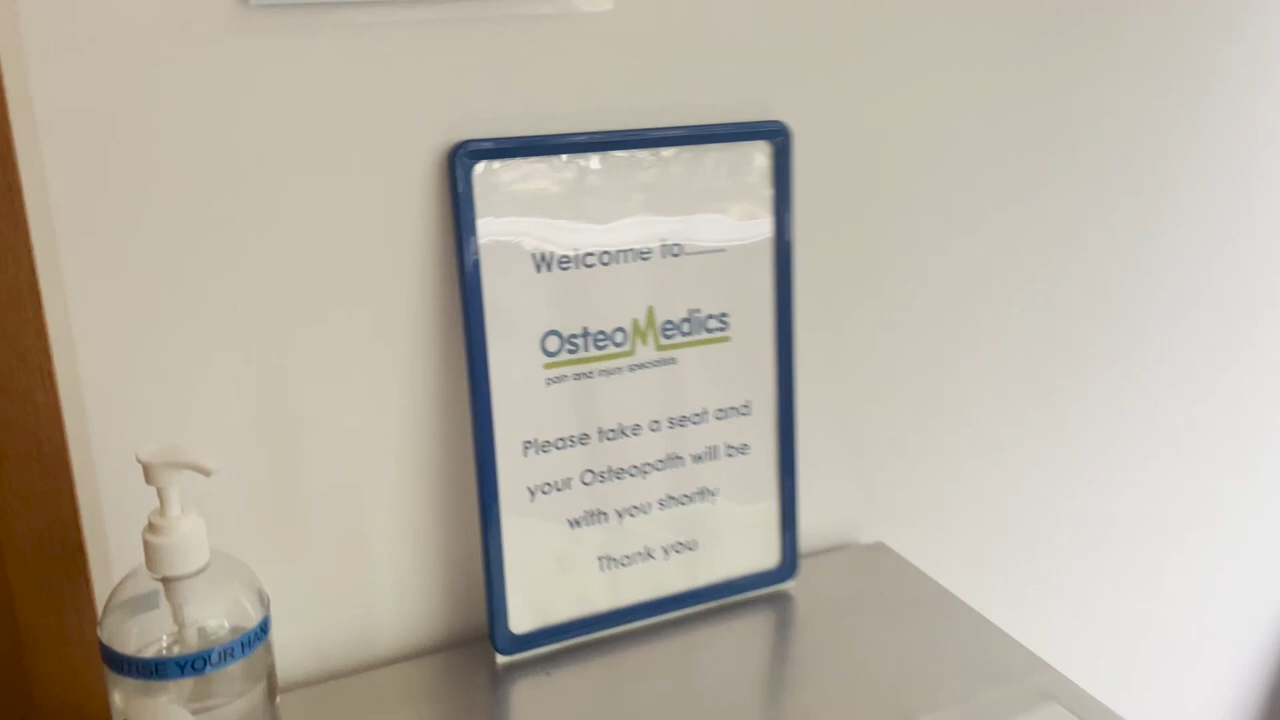 Welcome to........
OsteoMedics
pain and injury specialists
Please take a seat and
your Osteopath will be
with you shortly
Thank you
ITISE YOUR HAN